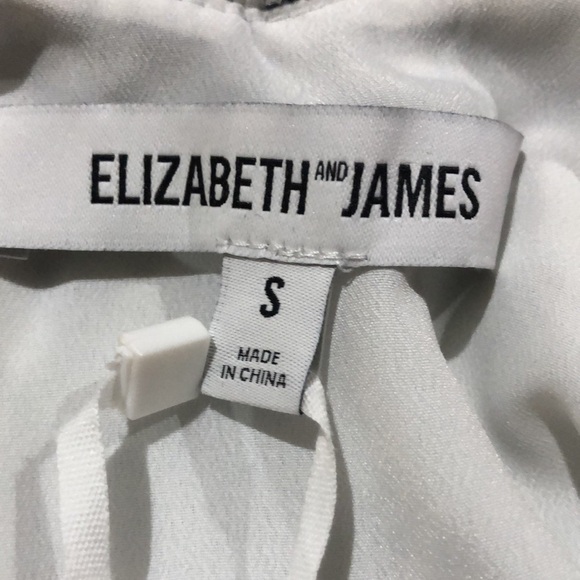 ELIZABETH AND JAMES
S
MADE
IN CHINA